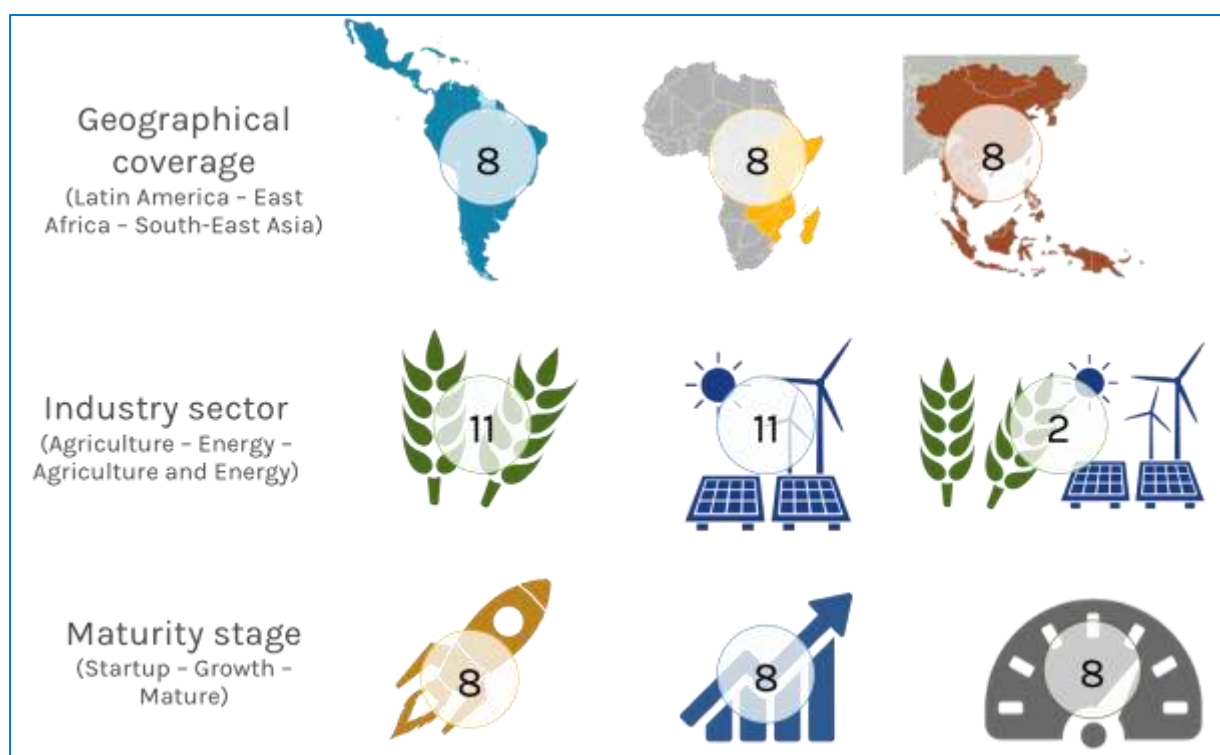 Geographical
coverage
(Latin America – East
Africa – South-East Asia)
8
8
8
Industry sector
(Agriculture – Energy –
Agriculture and Energy)
11
11
2
Maturity stage
(Startup – Growth –
Mature)
8
8
8